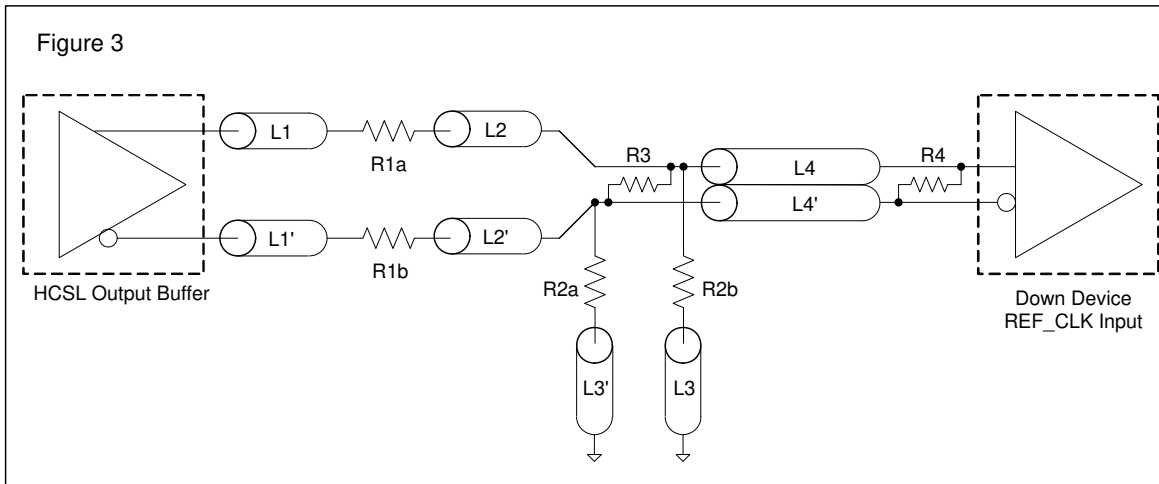 Figure 3
L1
R1a
L2
R3
L4
R4
L4'
L1'
R1b
L2'
HCSL Output Buffer
R2a
R2b
Down Device
REF_CLK Input
L3'
L3